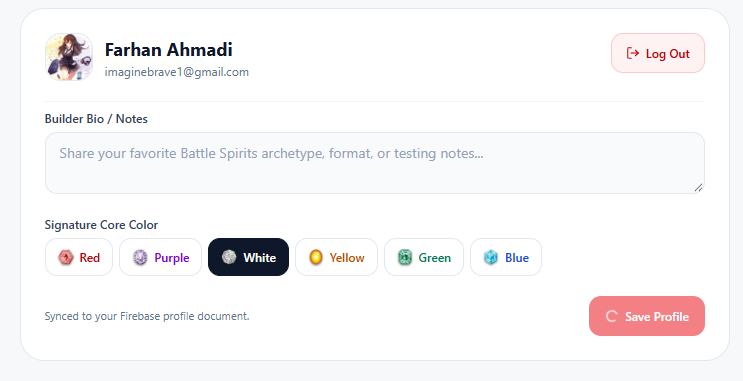 Farhan Ahmadi
imaginebrave1@gmail.com
Log Out
Builder Bio / Notes
Share your favorite Battle Spirits archetype, format, or testing notes...
Signature Core Color
Red
Purple
White
Yellow
Green
Blue
Synced to your Firebase profile document.
Save Profile